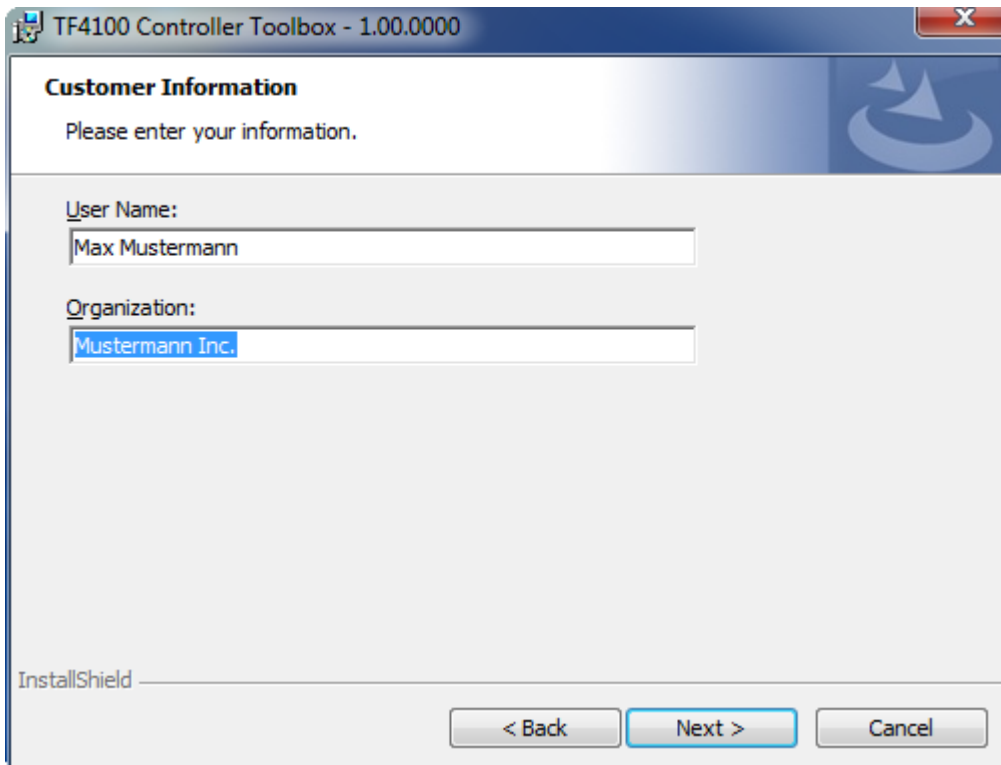 TF4100 Controller Toolbox - 1.00.0000
X
Customer Information
Please enter your information.
User Name:
Max Mustermann
Organization:
Mustermann Inc.
InstallShield
< Back Next > Cancel